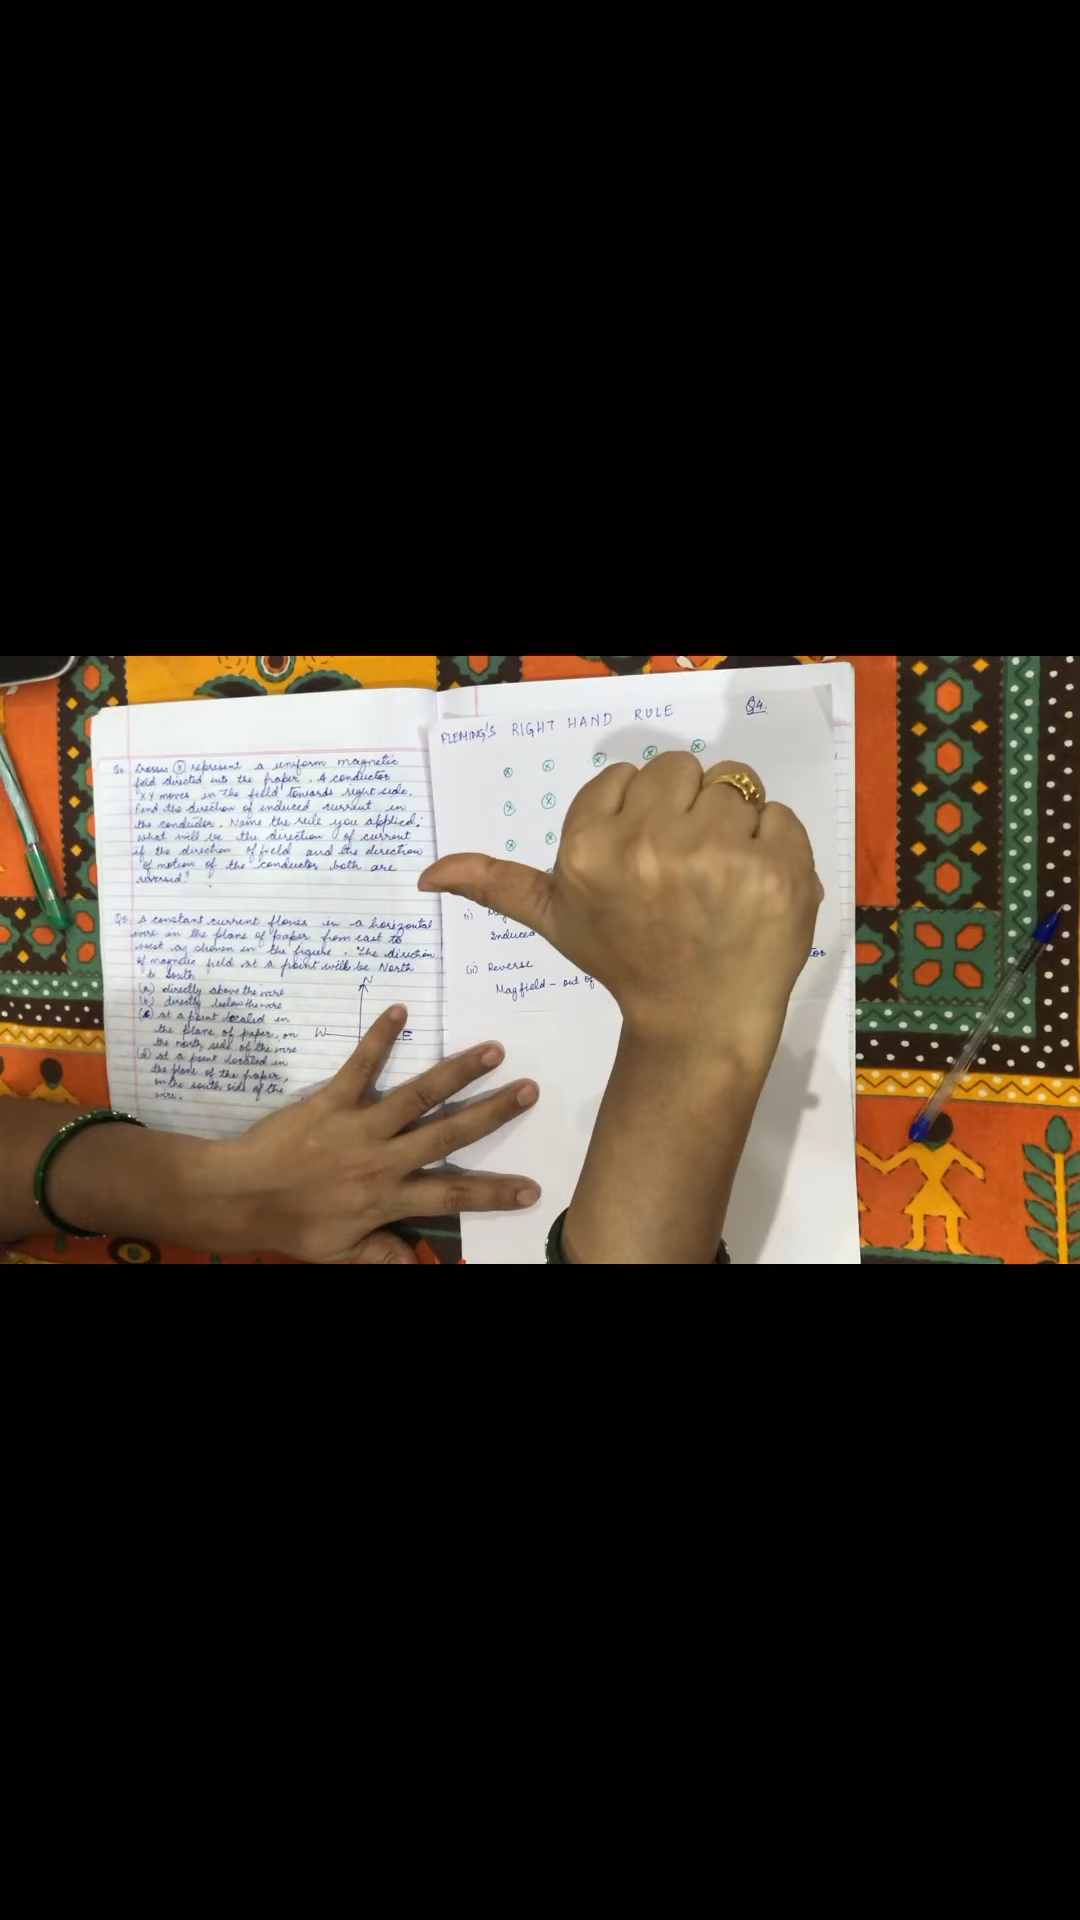 Q4. Crosses ⓧ represent a uniform magnetic
field directed into the paper. A conductor
XY moves in the field towards right side.
Find the direction of induced current in
the conductor. Name the rule you applied.
What will be the direction of current
if the direction of field and the direction
of motion of the conductor both are
reversed?
Q5. A constant current flows in a horizontal
wire in the plane of paper from east to
west as shown in the figure. The direction
of magnetic field at a point will be North
to south
(a) directly above the wire
(b) directly below the wire
(c) at a point located in
the plane of paper, on
the north side of the wire
(d) at a point located in
the plane of the paper,
on the south side of the
wire.
N
W
E
FLEMING'S RIGHT HAND RULE
Q4.
(i)
Induced
(ii) Reverse
Mag field - out of